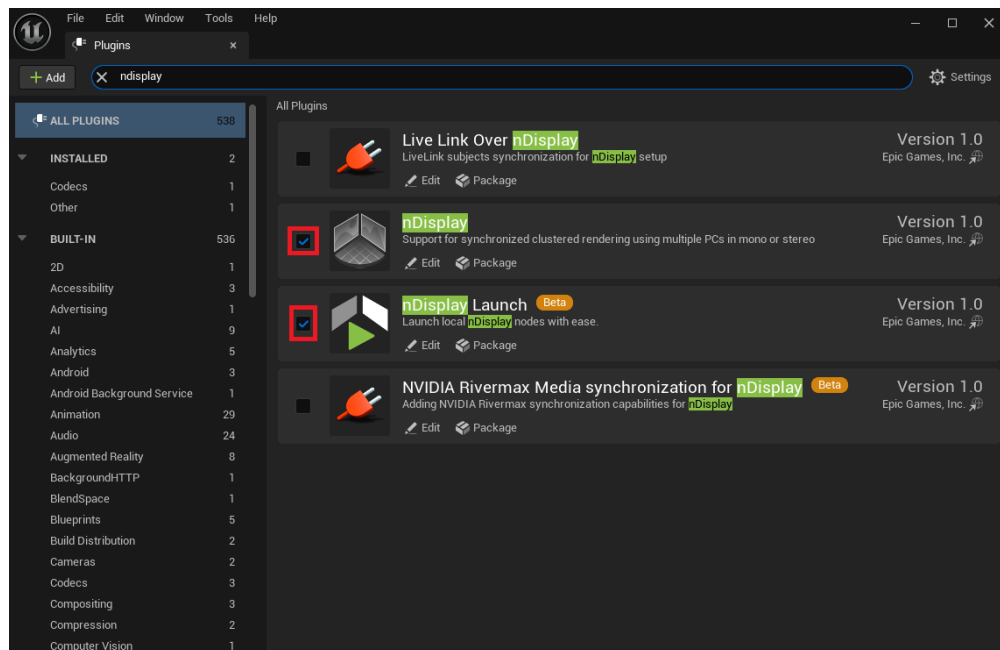 File Edit Window Tools Help
Plugins
Add ndisplay Settings
ALL PLUGINS 538
INSTALLED 2
Codecs 1
Other 1
BUILT-IN 536
2D 1
Accessibility 3
Advertising 1
AI 9
Analytics 5
Android 3
Android Background Service 1
Animation 29
Audio 24
Augmented Reality 8
BackgroundHTTP 1
BlendSpace 1
Blueprints 5
Build Distribution 2
Cameras 2
Codecs 3
Compositing 3
Compression 2
Computer Vision 1
All Plugins
Live Link Over nDisplay Version 1.0
LiveLink subjects synchronization for nDisplay setup Epic Games, Inc.
Edit Package
nDisplay Version 1.0
Support for synchronized clustered rendering using multiple PCs in mono or stereo Epic Games, Inc.
Edit Package
nDisplay Launch Beta Version 1.0
Launch local nDisplay nodes with ease. Epic Games, Inc.
Edit Package
NVIDIA Rivermax Media synchronization for nDisplay Beta Version 1.0
Adding NVIDIA Rivermax synchronization capabilities for nDisplay Epic Games, Inc.
Edit Package